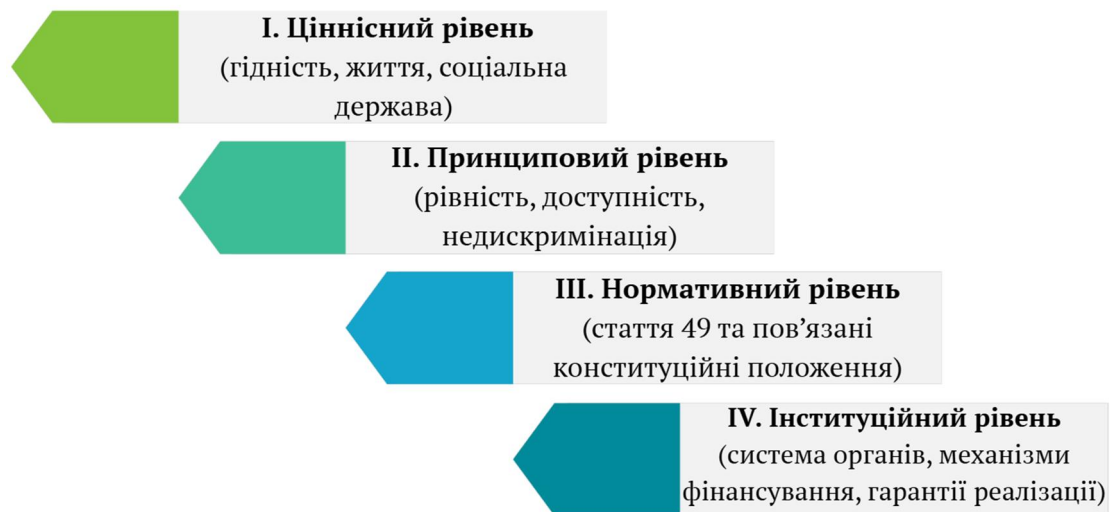 I. Ціннісний рівень
(гідність, життя, соціальна
держава)
II. Принциповий рівень
(рівність, доступність,
недискримінація)
III. Нормативний рівень
(стаття 49 та пов’язані
конституційні положення)
IV. Інституційний рівень
(система органів, механізми
фінансування, гарантії реалізації)